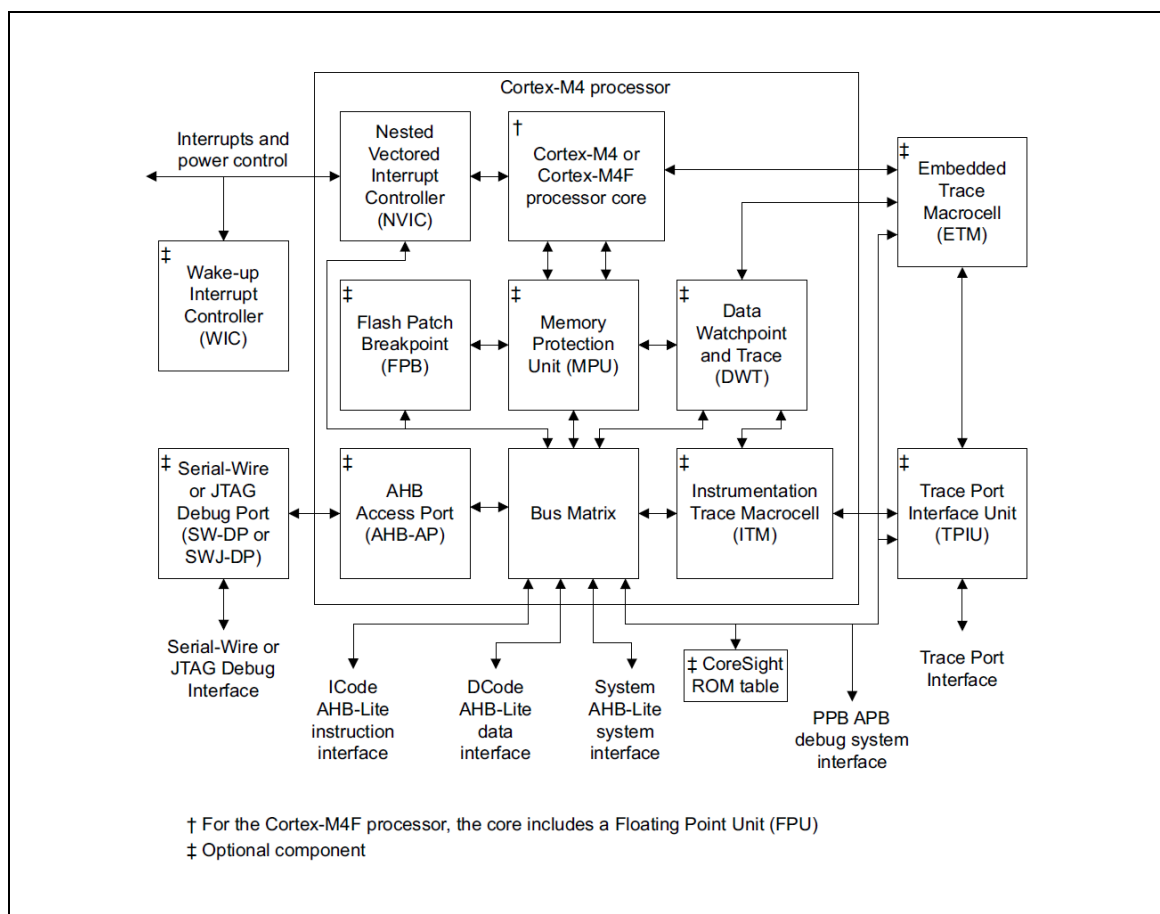 Cortex-M4 processor
Interrupts and
power control
Nested
Vectored
Interrupt
Controller
(NVIC)
†
Cortex-M4 or
Cortex-M4F
processor core
‡
Embedded
Trace
Macrocell
(ETM)
‡
Wake-up
Interrupt
Controller
(WIC)
‡
Flash Patch
Breakpoint
(FPB)
‡
Memory
Protection
Unit (MPU)
‡
Data
Watchpoint
and Trace
(DWT)
‡
Serial-Wire
or JTAG
Debug Port
(SW-DP or
SWJ-DP)
‡
AHB
Access Port
(AHB-AP)
Bus Matrix
‡
Instrumentation
Trace Macrocell
(ITM)
‡
Trace Port
Interface Unit
(TPIU)
Serial-Wire or
JTAG Debug
Interface
ICode
AHB-Lite
instruction
interface
DCode
AHB-Lite
data
interface
System
AHB-Lite
system
interface
‡ CoreSight
ROM table
PPB APB
debug system
interface
Trace Port
Interface
† For the Cortex-M4F processor, the core includes a Floating Point Unit (FPU)
‡ Optional component